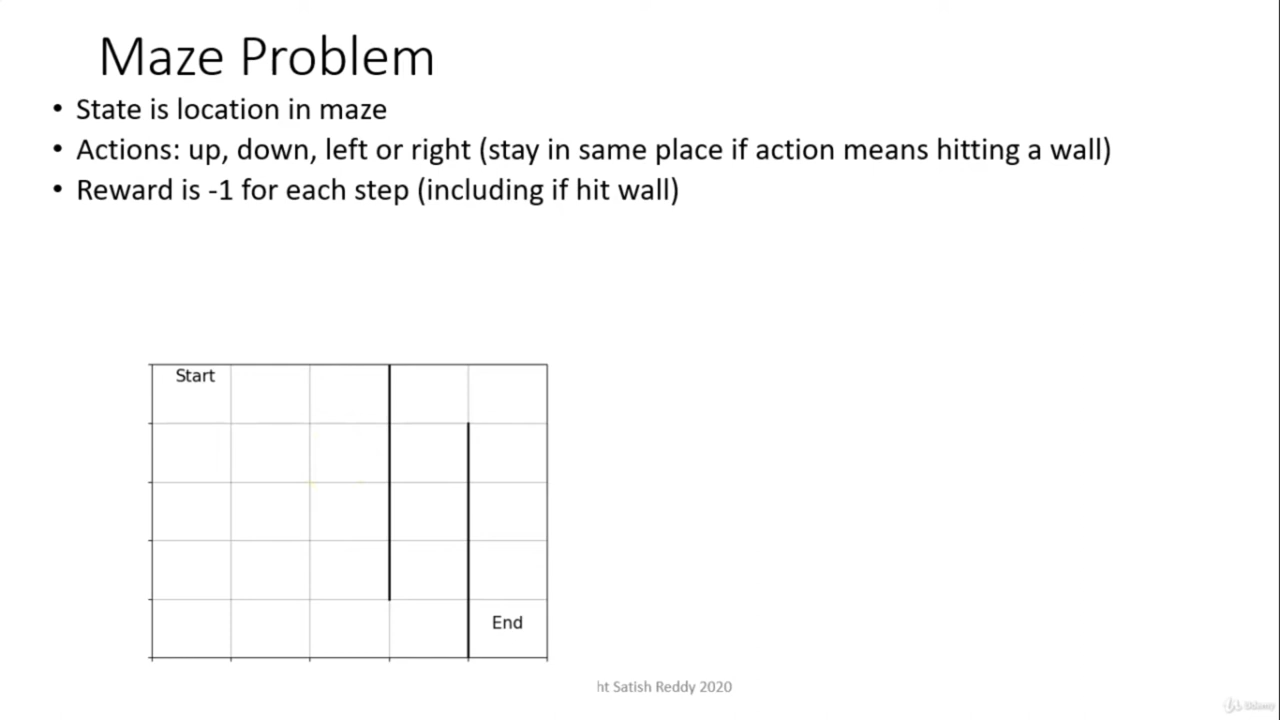 Maze Problem
• State is location in maze
• Actions: up, down, left or right (stay in same place if action means hitting a wall)
• Reward is -1 for each step (including if hit wall)
Start
End
ht Satish Reddy 2020
Udemy